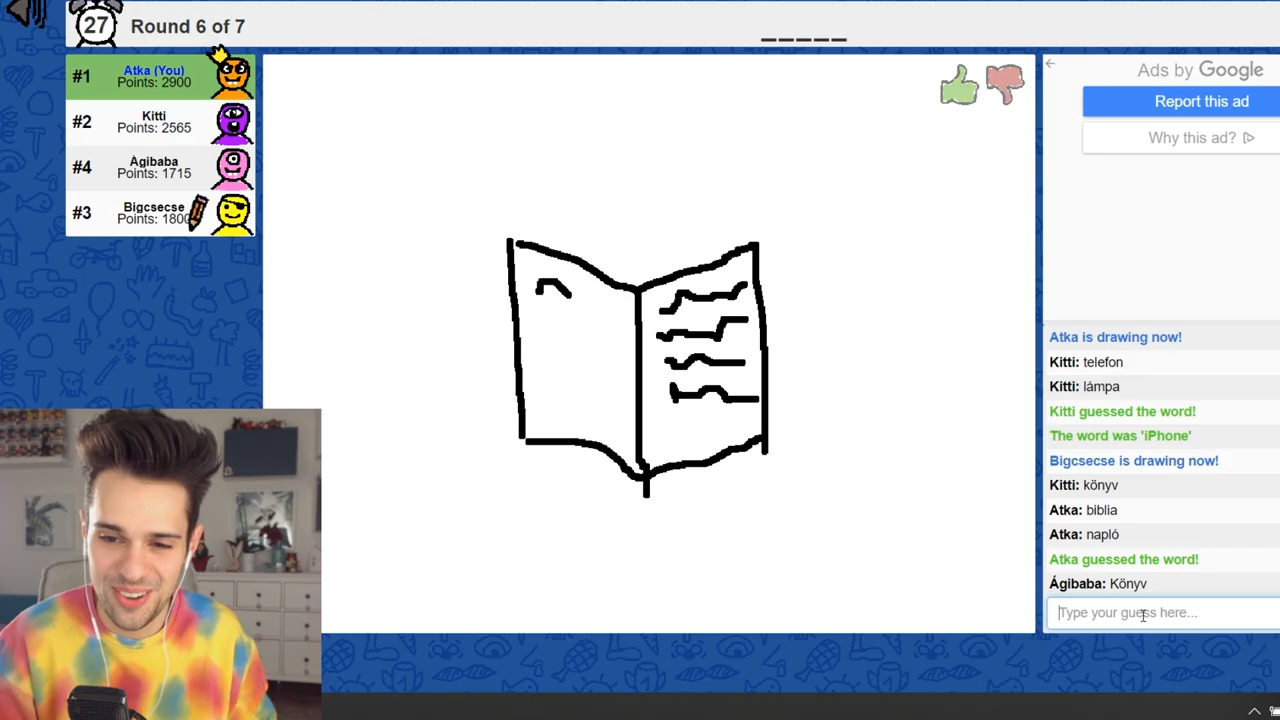 27
Round 6 of 7
_ _ _ _ _
#1
Atka (You)
Points: 2900
#2
Kitti
Points: 2565
#4
Ágibaba
Points: 1715
#3
Bigcsecse
Points: 1800
Ads by Google
Report this ad
Why this ad?
Atka is drawing now!
Kitti: telefon
Kitti: lámpa
Kitti guessed the word!
The word was 'iPhone'
Bigcsecse is drawing now!
Kitti: könyv
Atka: biblia
Atka: napló
Atka guessed the word!
Ágibaba: Könyv
Type your guess here...